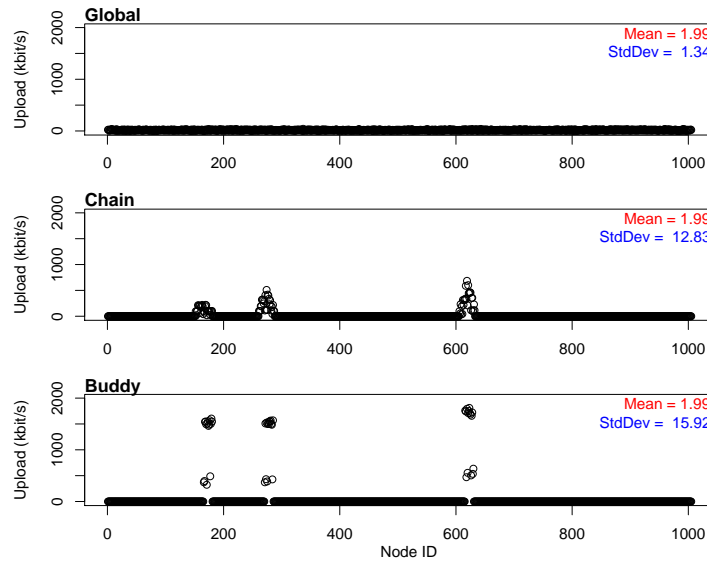 Global
Mean = 1.99
StdDev = 1.34
Upload (kbit/s)
2000
1000
0
0 200 400 600 800 1000
Chain
Mean = 1.99
StdDev = 12.83
Upload (kbit/s)
2000
1000
0
0 200 400 600 800 1000
Buddy
Mean = 1.99
StdDev = 15.92
Upload (kbit/s)
2000
1000
0
0 200 400 600 800 1000
Node ID